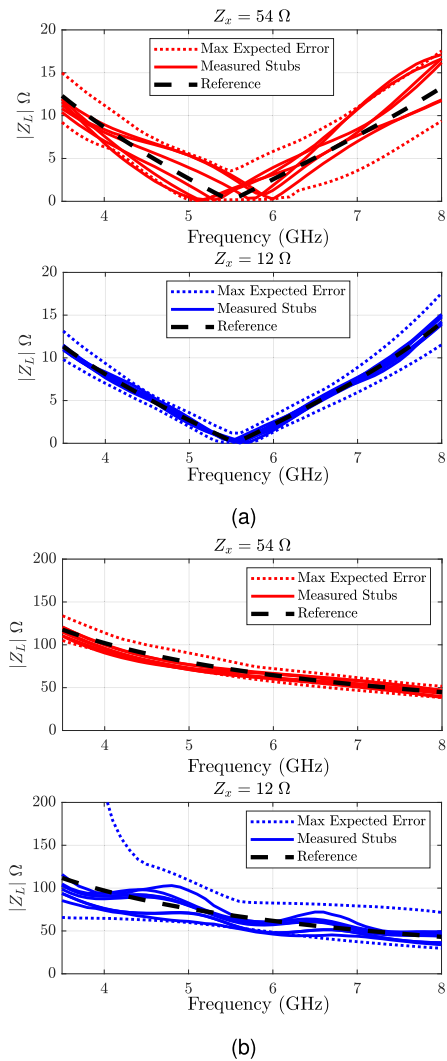 Z_x = 54 Ω
Max Expected Error
Measured Stubs
Reference
|Z_L| Ω
20
15
10
5
0
4 5 6 7 8
Frequency (GHz)
Z_x = 12 Ω
Max Expected Error
Measured Stubs
Reference
|Z_L| Ω
20
15
10
5
0
4 5 6 7 8
Frequency (GHz)
(a)
Z_x = 54 Ω
Max Expected Error
Measured Stubs
Reference
|Z_L| Ω
200
150
100
50
0
4 5 6 7 8
Frequency (GHz)
Z_x = 12 Ω
Max Expected Error
Measured Stubs
Reference
|Z_L| Ω
200
150
100
50
0
4 5 6 7 8
Frequency (GHz)
(b)